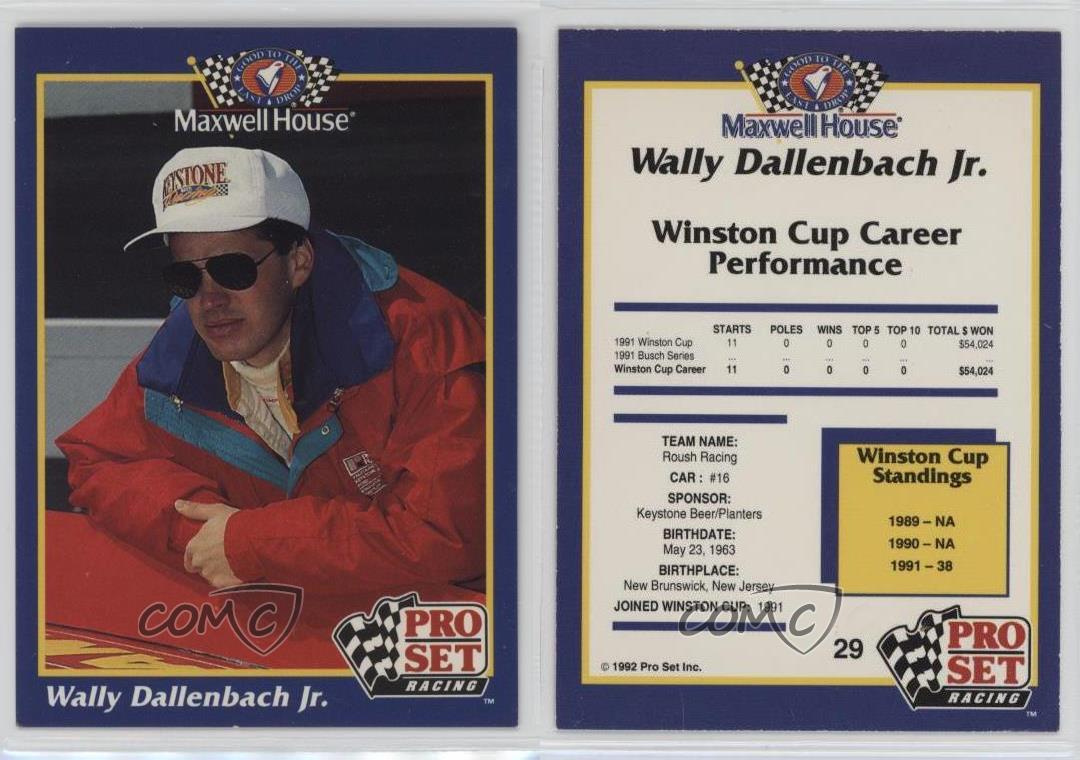 GOOD TO THE
LAST DROP
Maxwell House®
KEYSTONE
Racing
COMC
PRO
SET
RACING
TM
Wally Dallenbach Jr.
GOOD TO THE
LAST DROP
Maxwell House®
Wally Dallenbach Jr.
Winston Cup Career
Performance
STARTS POLES WINS TOP 5 TOP 10 TOTAL $ WON
1991 Winston Cup 11 0 0 0 0 $54,024
1991 Busch Series ... ... ... ... ... ...
Winston Cup Career 11 0 0 0 0 $54,024
TEAM NAME:
Roush Racing
CAR : #16
SPONSOR:
Keystone Beer/Planters
BIRTHDATE:
May 23, 1963
BIRTHPLACE:
New Brunswick, New Jersey
JOINED WINSTON CUP: 1991
Winston Cup
Standings
1989 – NA
1990 – NA
1991 – 38
COMC
29
© 1992 Pro Set Inc.
PRO
SET
RACING
TM